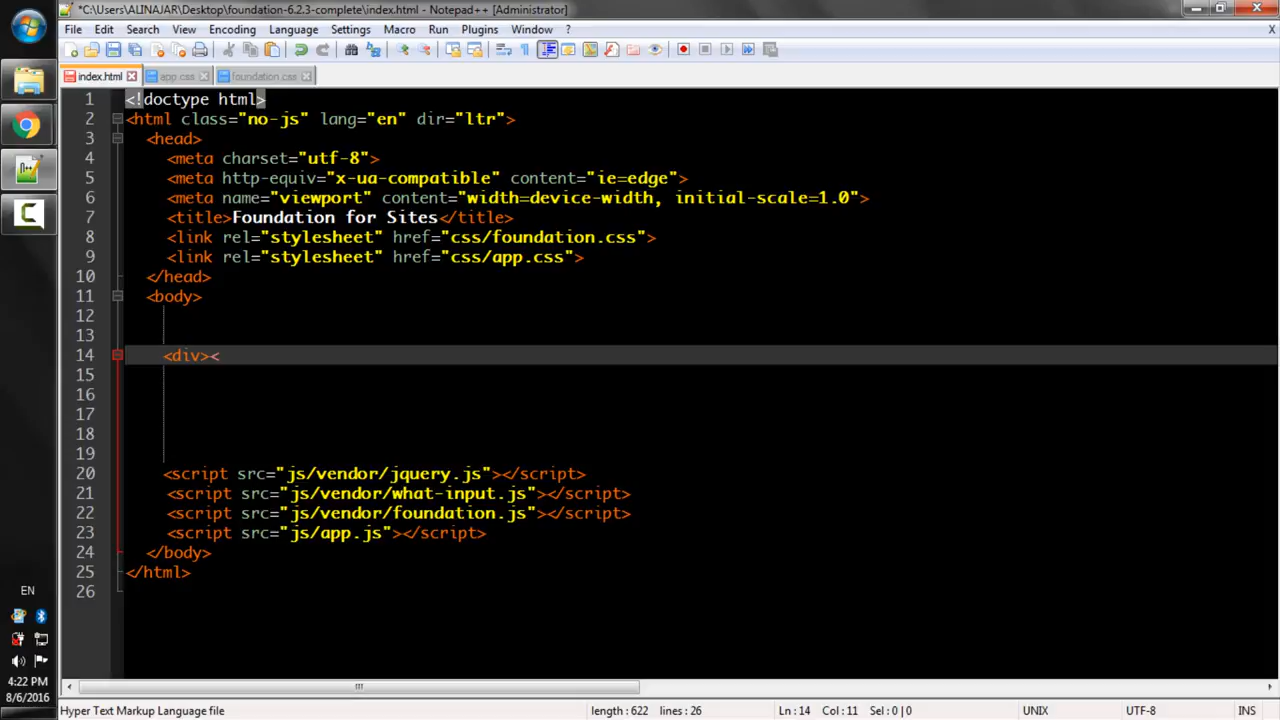 *C:\Users\ALINAJAR\Desktop\foundation-6.2.3-complete\index.html - Notepad++ [Administrator]
File Edit Search View Encoding Language Settings Macro Run Plugins Window ? X
index.html app.css foundation.css
1 <!doctype html>
2 <html class="no-js" lang="en" dir="ltr">
3 <head>
4 <meta charset="utf-8">
5 <meta http-equiv="x-ua-compatible" content="ie=edge">
6 <meta name="viewport" content="width=device-width, initial-scale=1.0">
7 <title>Foundation for Sites</title>
8 <link rel="stylesheet" href="css/foundation.css">
9 <link rel="stylesheet" href="css/app.css">
10 </head>
11 <body>
12
13
14 <div><
15
16
17
18
19
20 <script src="js/vendor/jquery.js"></script>
21 <script src="js/vendor/what-input.js"></script>
22 <script src="js/vendor/foundation.js"></script>
23 <script src="js/app.js"></script>
24 </body>
25 </html>
26
EN
4:22 PM
8/6/2016
Hyper Text Markup Language file length : 622 lines : 26 Ln : 14 Col : 11 Sel : 0 | 0 UNIX UTF-8 INS